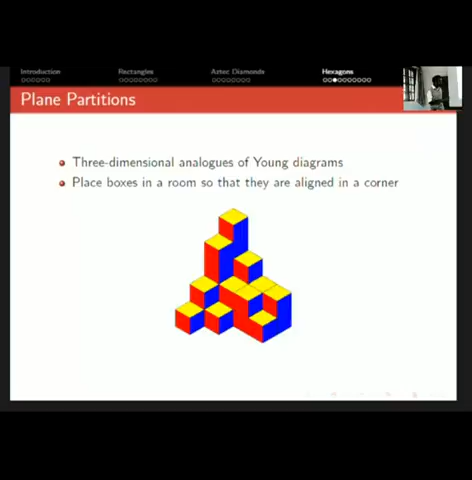 Introduction Rectangles Aztec Diamonds Hexagons
Plane Partitions
Three-dimensional analogues of Young diagrams
Place boxes in a room so that they are aligned in a corner